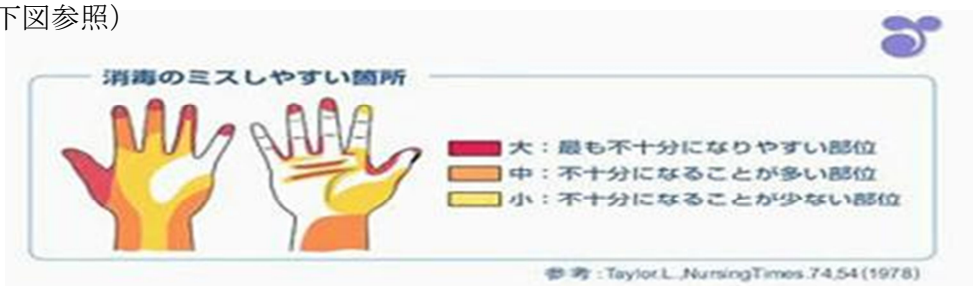 下図参照）
消毒のミスしやすい箇所
大：最も不十分になりやすい部位
中：不十分になることが多い部位
小：不十分になることが少ない部位
参考：Taylor.L.,NursingTimes.74,54(1978)